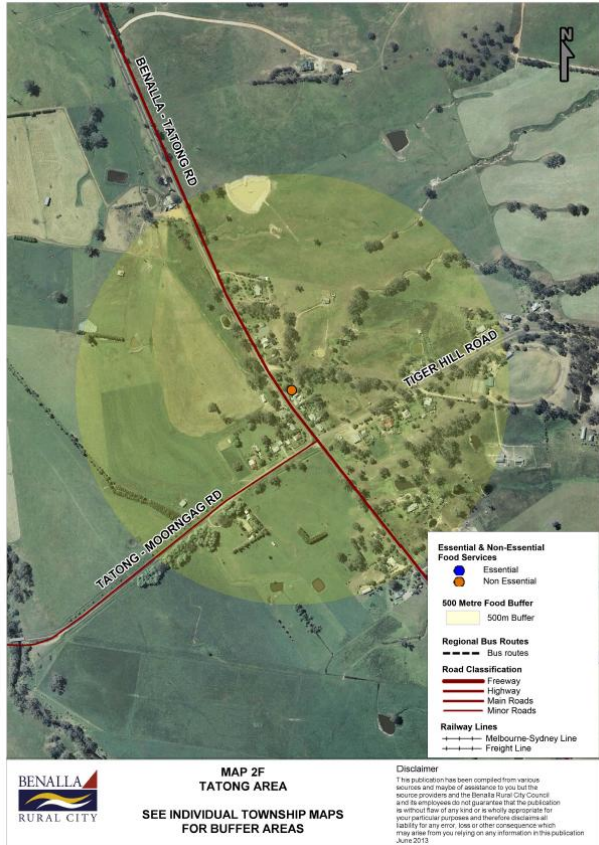 N
BENALLA - TATONG RD
TIGER HILL ROAD
TATONG - MOORNGAG RD
Essential & Non-Essential
Food Services
Essential
Non Essential
500 Metre Food Buffer
500m Buffer
Regional Bus Routes
Bus routes
Road Classification
Freeway
Highway
Main Roads
Minor Roads
Railway Lines
Melbourne-Sydney Line
Freight Line
BENALLA
RURAL CITY
MAP 2F
TATONG AREA
SEE INDIVIDUAL TOWNSHIP MAPS
FOR BUFFER AREAS
Disclaimer
This publication has been compiled from various
sources and maybe of assistance to you but the
source providers and the Benalla Rural City Council
and its employees do not guarantee that the publication
is without flaw of any kind or is wholly appropriate for
your particular purposes and therefore disclaims all
liability for any error, loss or other consequence which
may arise from you relying on any information in this publication
June 2013